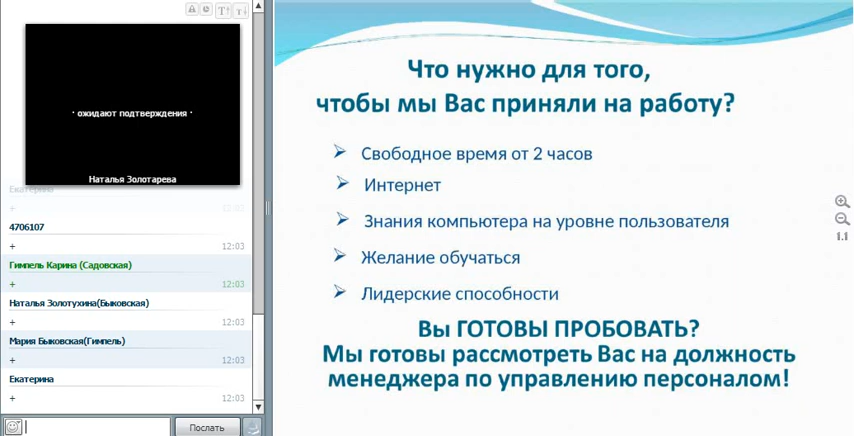 · ожидают подтверждения ·
Наталья Золотарева
Екатерина
+ 12:03
4706107
+ 12:03
Гимпель Карина (Садовская)
+ 12:03
Наталья Золотухина(Быковская)
+ 12:03
Мария Быковская(Гимпель)
+ 12:03
Екатерина
+ 12:03
Послать
Что нужно для того,
чтобы мы Вас приняли на работу?
Свободное время от 2 часов
Интернет
Знания компьютера на уровне пользователя
Желание обучаться
Лидерские способности
Вы ГОТОВЫ ПРОБОВАТЬ?
Мы готовы рассмотреть Вас на должность
менеджера по управлению персоналом!
1.1